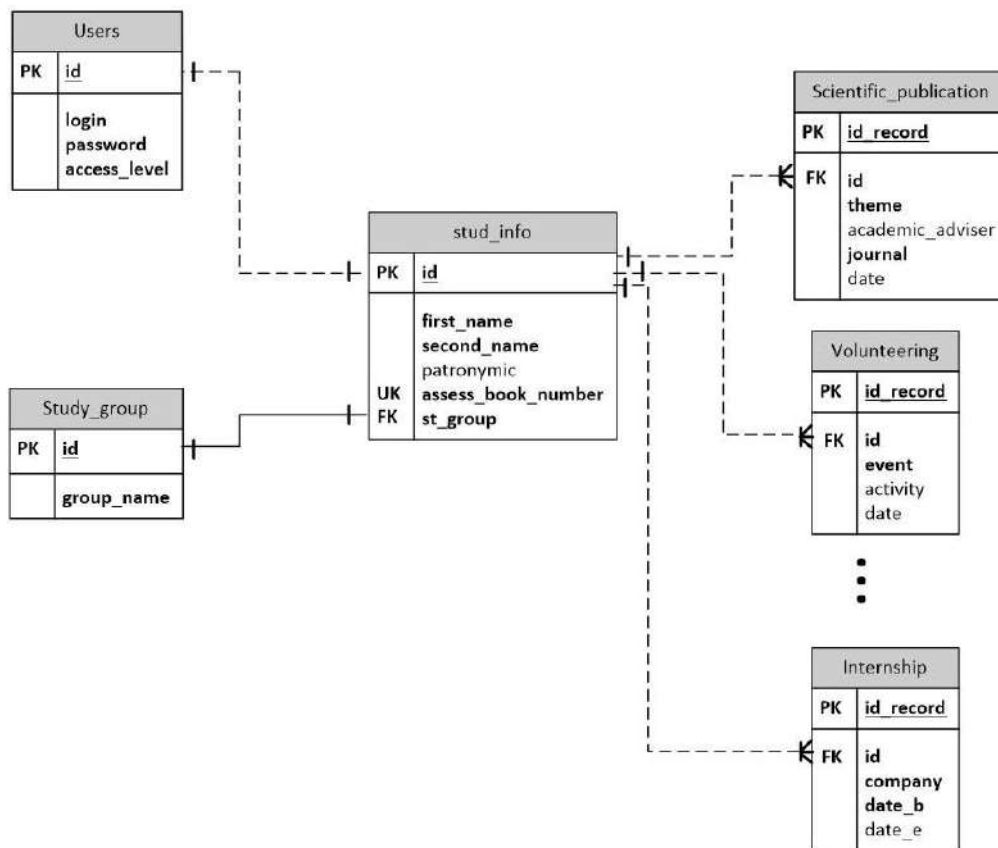 Users
PK id
login
password
access_level
Study_group
PK id
group_name
stud_info
PK id
first_name
second_name
patronymic
UK assess_book_number
FK st_group
Scientific_publication
PK id_record
FK id
theme
academic_adviser
journal
date
Volunteering
PK id_record
FK id
event
activity
date
Internship
PK id_record
FK id
company
date_b
date_e